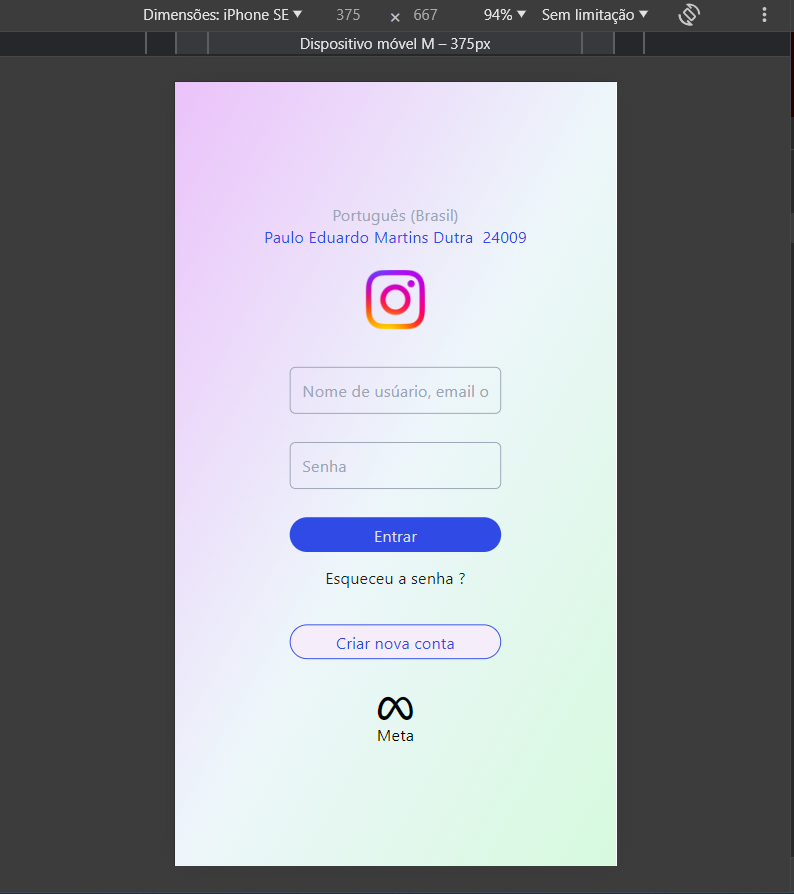 Dimensões: iPhone SE 375 × 667 94% Sem limitação
Dispositivo móvel M – 375px
Português (Brasil)
Paulo Eduardo Martins Dutra 24009
Nome de usúario, email o
Senha
Entrar
Esqueceu a senha ?
Criar nova conta
Meta